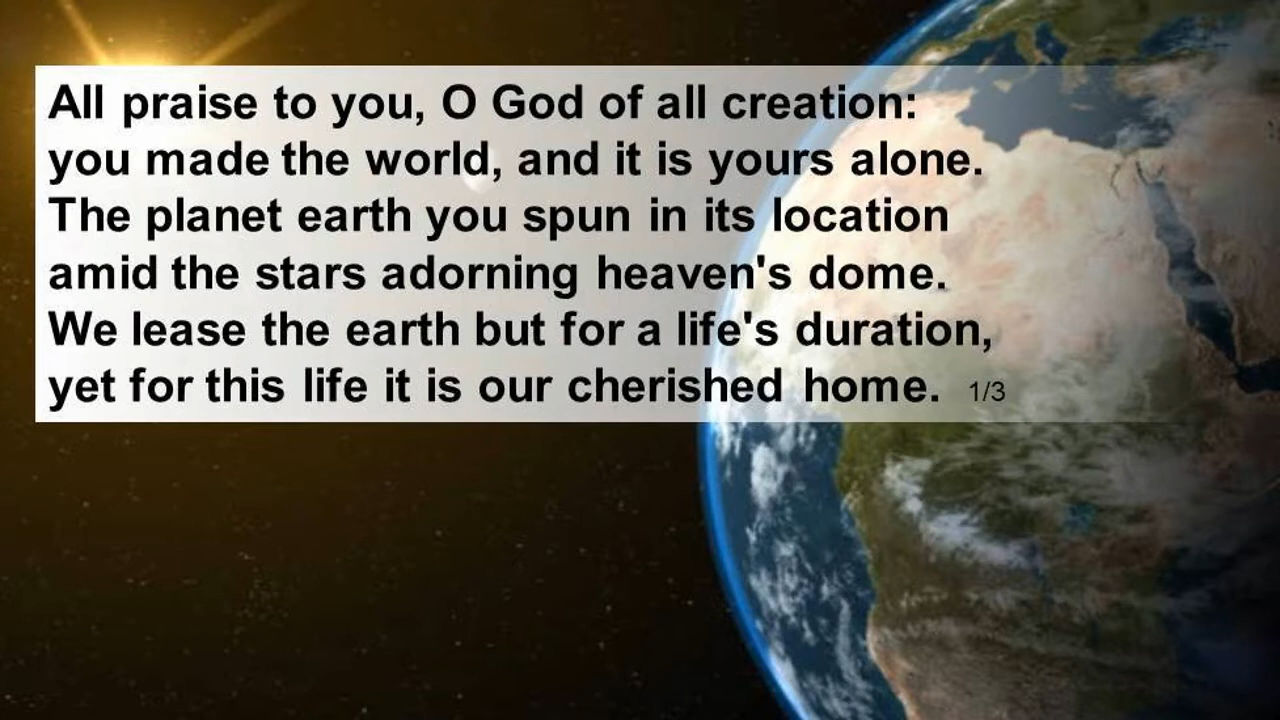 All praise to you, O God of all creation:
you made the world, and it is yours alone.
The planet earth you spun in its location
amid the stars adorning heaven's dome.
We lease the earth but for a life's duration,
yet for this life it is our cherished home. 1/3